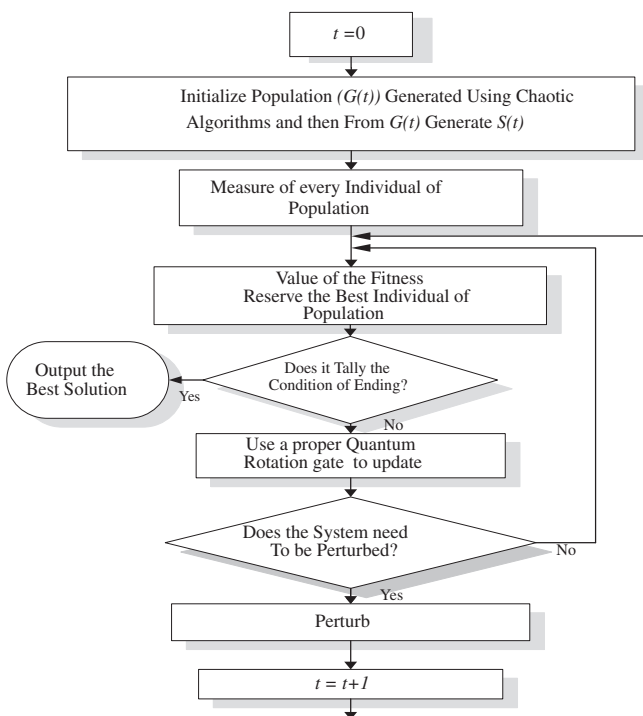 t =0
Initialize Population (G(t)) Generated Using Chaotic
Algorithms and then From G(t) Generate S(t)
Measure of every Individual of
Population
Value of the Fitness
Reserve the Best Individual of
Population
Does it Tally the
Condition of Ending?
Output the
Best Solution
Yes
No
Use a proper Quantum
Rotation gate to update
Does the System need
To be Perturbed?
No
Yes
Perturb
t = t+1